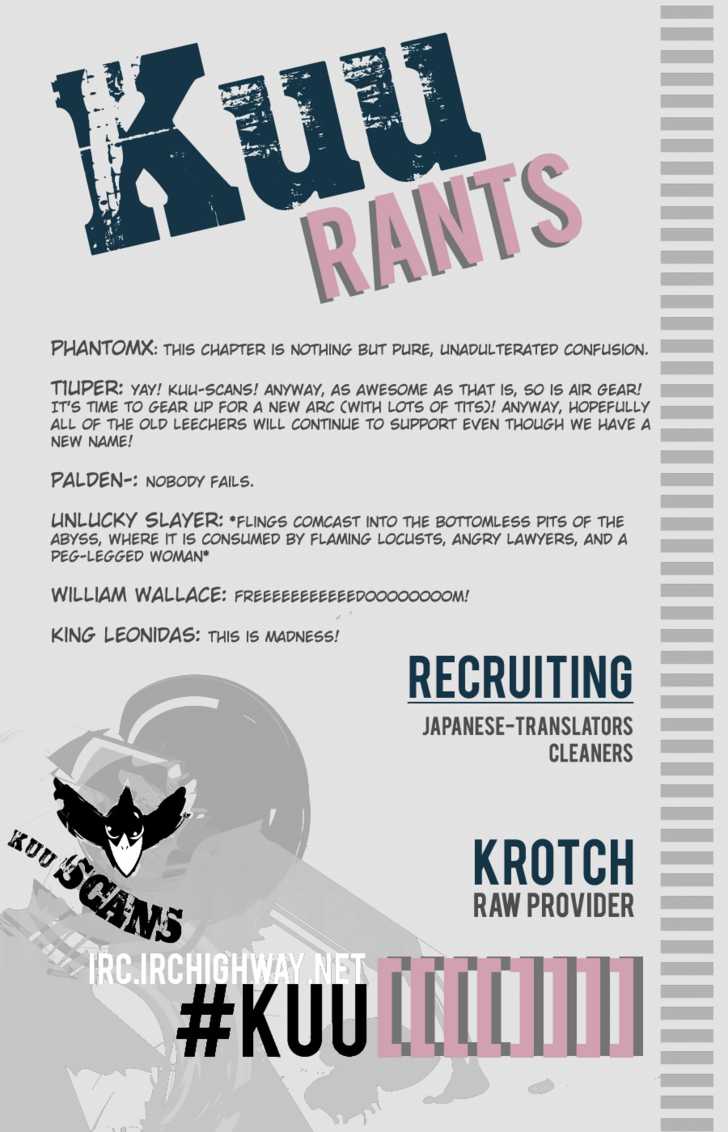 Kuu
RANTS
PHANTOMX: THIS CHAPTER IS NOTHING BUT PURE, UNADULTERATED CONFUSION.
TIUPER: YAY! KUU-SCANS! ANYWAY, AS AWESOME AS THAT IS, SO IS AIR GEAR!
IT'S TIME TO GEAR UP FOR A NEW ARC (WITH LOTS OF TITS)! ANYWAY, HOPEFULLY
ALL OF THE OLD LEECHERS WILL CONTINUE TO SUPPORT EVEN THOUGH WE HAVE A
NEW NAME!
PALDEN-: NOBODY FAILS.
UNLUCKY SLAYER: *FLINGS COMCAST INTO THE BOTTOMLESS PITS OF THE
ABYSS, WHERE IT IS CONSUMED BY FLAMING LOCUSTS, ANGRY LAWYERS, AND A
PEG-LEGGED WOMAN*
WILLIAM WALLACE: FREEEEEEEEEEEDOOOOOOOOM!
KING LEONIDAS: THIS IS MADNESS!
RECRUITING
JAPANESE-TRANSLATORS
CLEANERS
KUU SCANS
KROTCH
RAW PROVIDER
IRC.IRCHIGHWAY.NET
#KUU[[[[[]]]]]